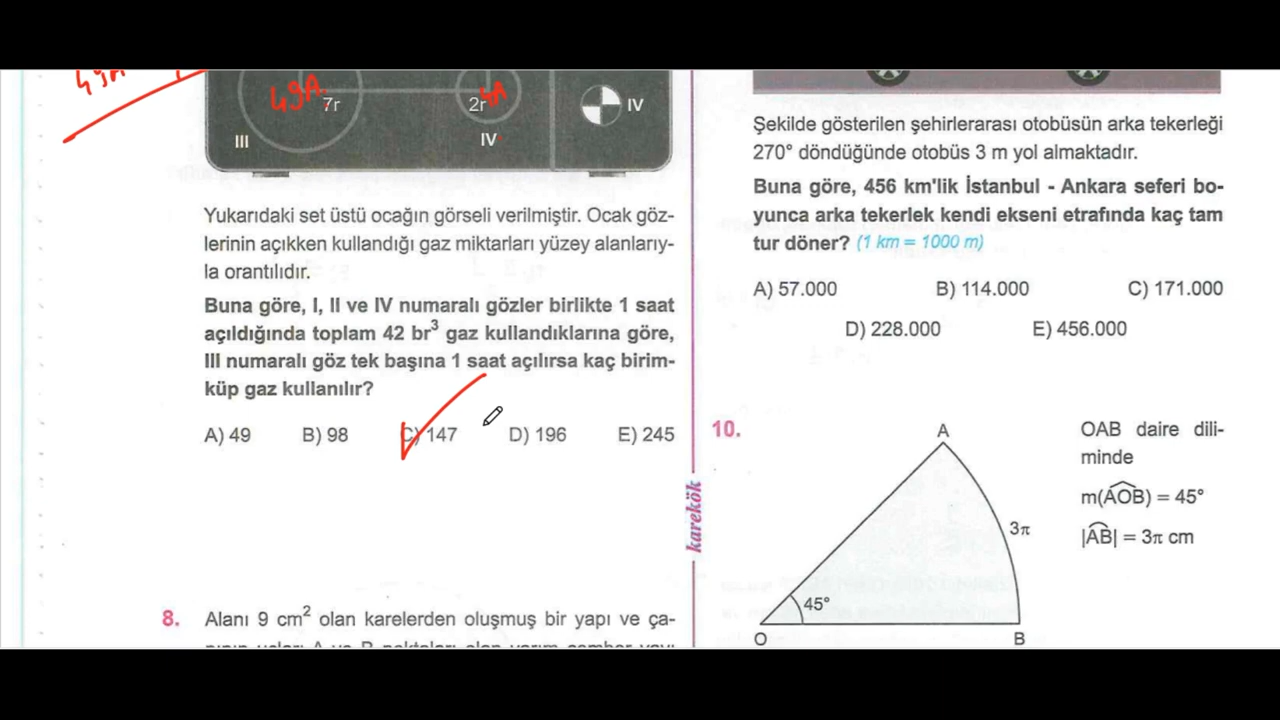 49A
49A
7r
2r
4A
IV
III
IV
Yukarıdaki set üstü ocağın görseli verilmiştir. Ocak göz-
lerinin açıkken kullandığı gaz miktarları yüzey alanlarıy-
la orantılıdır.
Buna göre, I, II ve IV numaralı gözler birlikte 1 saat
açıldığında toplam 42 br³ gaz kullandıklarına göre,
III numaralı göz tek başına 1 saat açılırsa kaç birim-
küp gaz kullanılır?
A) 49 B) 98 C) 147 D) 196 E) 245
8. Alanı 9 cm² olan karelerden oluşmuş bir yapı ve ça-
karekök
Şekilde gösterilen şehirlerarası otobüsün arka tekerleği
270° döndüğünde otobüs 3 m yol almaktadır.
Buna göre, 456 km'lik İstanbul - Ankara seferi bo-
yunca arka tekerlek kendi ekseni etrafında kaç tam
tur döner? (1 km = 1000 m)
A) 57.000 B) 114.000 C) 171.000
D) 228.000 E) 456.000
10.
A
3π
45°
O
B
OAB daire dili-
minde
m(AOB) = 45°
|AB| = 3π cm